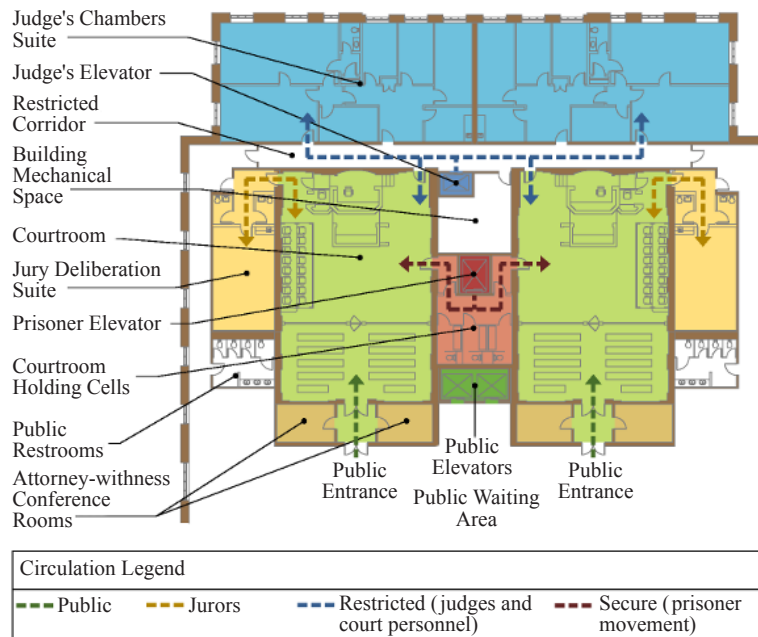 Judge's Chambers
Suite
Judge's Elevator
Restricted
Corridor
Building
Mechanical
Space
Courtroom
Jury Deliberation
Suite
Prisoner Elevator
Courtroom
Holding Cells
Public
Restrooms
Attorney-withness
Conference
Rooms
Public
Entrance
Public
Elevators
Public Waiting
Area
Public
Entrance
Circulation Legend
Public
Jurors
Restricted (judges and
court personnel)
Secure (prisoner
movement)